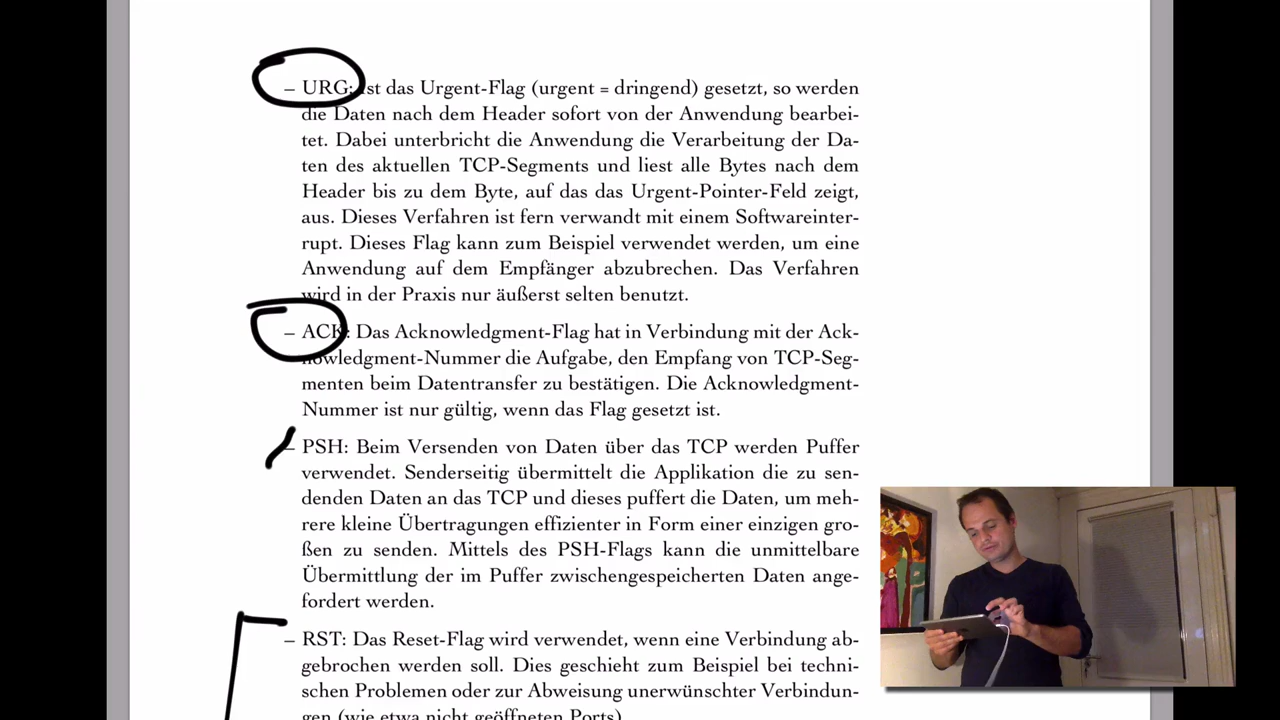 – URG: Ist das Urgent-Flag (urgent = dringend) gesetzt, so werden
die Daten nach dem Header sofort von der Anwendung bearbei-
tet. Dabei unterbricht die Anwendung die Verarbeitung der Da-
ten des aktuellen TCP-Segments und liest alle Bytes nach dem
Header bis zu dem Byte, auf das das Urgent-Pointer-Feld zeigt,
aus. Dieses Verfahren ist fern verwandt mit einem Softwareinter-
rupt. Dieses Flag kann zum Beispiel verwendet werden, um eine
Anwendung auf dem Empfänger abzubrechen. Das Verfahren
wird in der Praxis nur äußerst selten benutzt.
– ACK: Das Acknowledgment-Flag hat in Verbindung mit der Ack-
nowledgment-Nummer die Aufgabe, den Empfang von TCP-Seg-
menten beim Datentransfer zu bestätigen. Die Acknowledgment-
Nummer ist nur gültig, wenn das Flag gesetzt ist.
– PSH: Beim Versenden von Daten über das TCP werden Puffer
verwendet. Senderseitig übermittelt die Applikation die zu sen-
denden Daten an das TCP und dieses puffert die Daten, um meh-
rere kleine Übertragungen effizienter in Form einer einzigen gro-
ßen zu senden. Mittels des PSH-Flags kann die unmittelbare
Übermittlung der im Puffer zwischengespeicherten Daten ange-
fordert werden.
– RST: Das Reset-Flag wird verwendet, wenn eine Verbindung ab-
gebrochen werden soll. Dies geschieht zum Beispiel bei techni-
schen Problemen oder zur Abweisung unerwünschter Verbindun-
gen (wie etwa nicht geöffneten Ports)